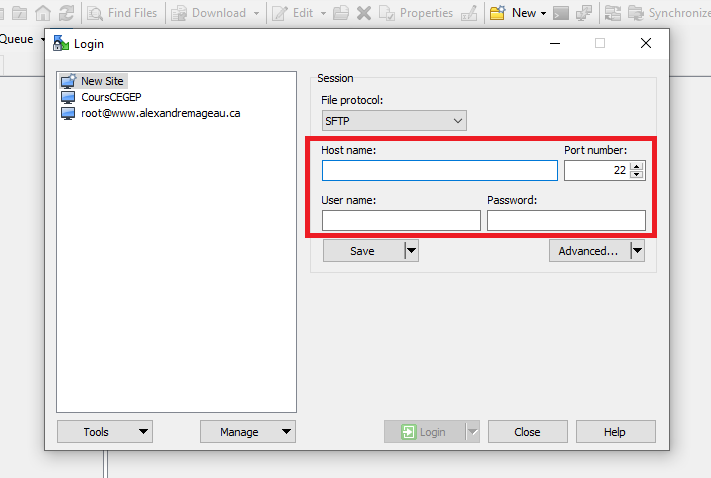 Find Files Download Edit Properties New Synchronize
Queue
Login
New Site
CoursCEGEP
root@www.alexandremageau.ca
Session
File protocol:
SFTP
Host name: Port number:
22
User name: Password:
Save Advanced...
Tools Manage Login Close Help